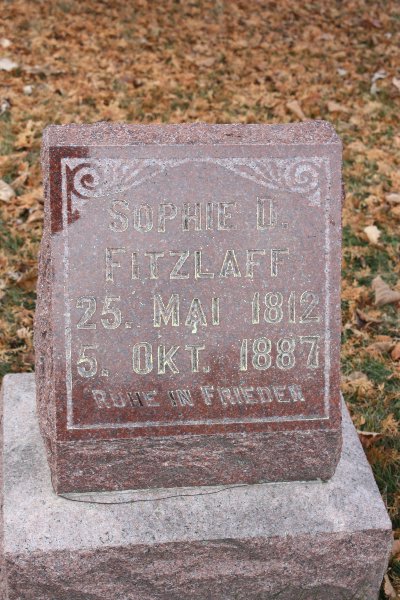 SOPHIE D.
FITZLAFF
25. MAI 1812
5. OKT. 1887
RUHE IN FRIEDEN